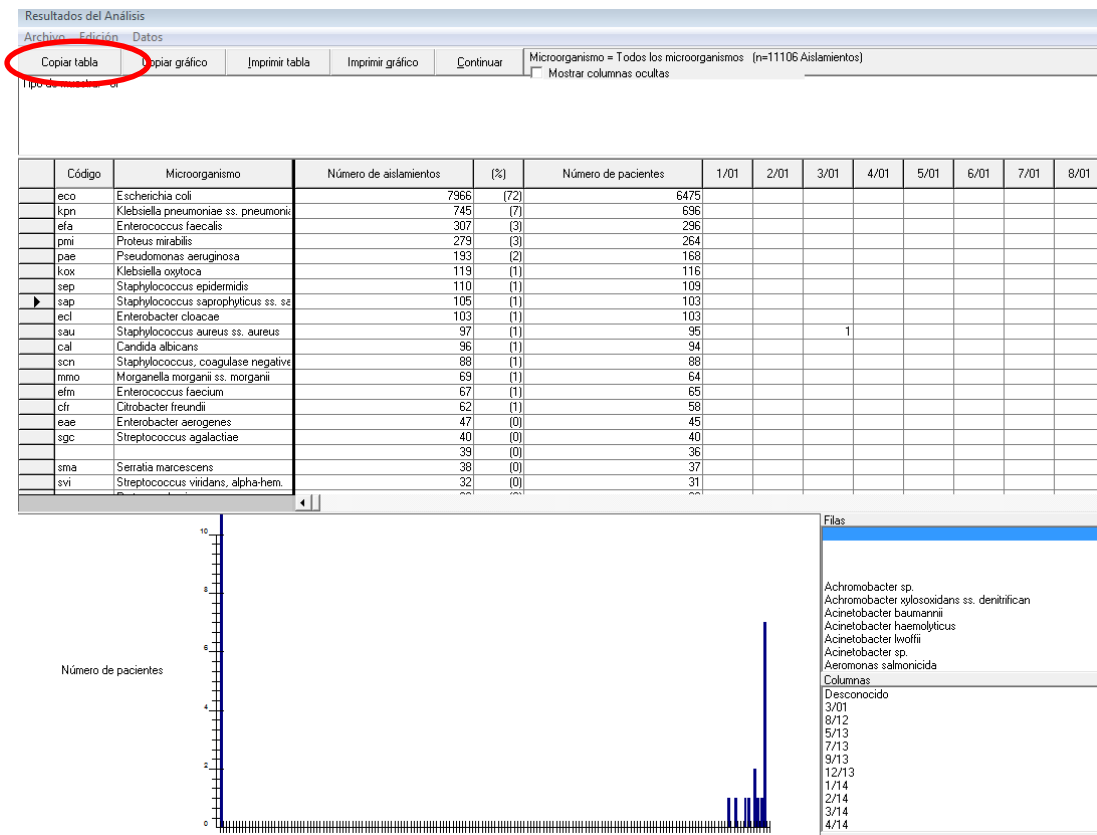 Resultados del Análisis
Archivo Edición Datos
Copiar tabla Copiar gráfico Imprimir tabla Imprimir gráfico Continuar Microorganismo = Todos los microorganismos (n=11106 Aislamientos)
Mostrar columnas ocultas
Código Microorganismo Número de aislamientos (%) Número de pacientes 1/01 2/01 3/01 4/01 5/01 6/01 7/01 8/01
eco Escherichia coli 7966 (72) 6475
kpn Klebsiella pneumoniae ss. pneumonia 745 (7) 696
efa Enterococcus faecalis 307 (3) 296
pmi Proteus mirabilis 279 (3) 264
pae Pseudomonas aeruginosa 193 (2) 168
kox Klebsiella oxytoca 119 (1) 116
sep Staphylococcus epidermidis 110 (1) 109
sap Staphylococcus saprophyticus ss. sa 105 (1) 103
ecl Enterobacter cloacae 103 (1) 103
sau Staphylococcus aureus ss. aureus 97 (1) 95 1
cal Candida albicans 96 (1) 94
scn Staphylococcus, coagulase negative 88 (1) 88
mmo Morganella morganii ss. morganii 69 (1) 64
efm Enterococcus faecium 67 (1) 65
cfr Citrobacter freundii 62 (1) 58
eae Enterobacter aerogenes 47 (0) 45
sgc Streptococcus agalactiae 40 (0) 40
39 (0) 36
sma Serratia marcescens 38 (0) 37
svi Streptococcus viridans, alpha-hem. 32 (0) 31
10
8
6
Número de pacientes
4
2
0
Filas
Achromobacter sp.
Achromobacter xylosoxidans ss. denitrifican
Acinetobacter baumannii
Acinetobacter haemolyticus
Acinetobacter lwoffii
Acinetobacter sp.
Aeromonas salmonicida
Columnas
Desconocido
3/01
8/12
5/13
7/13
9/13
12/13
1/14
2/14
3/14
4/14